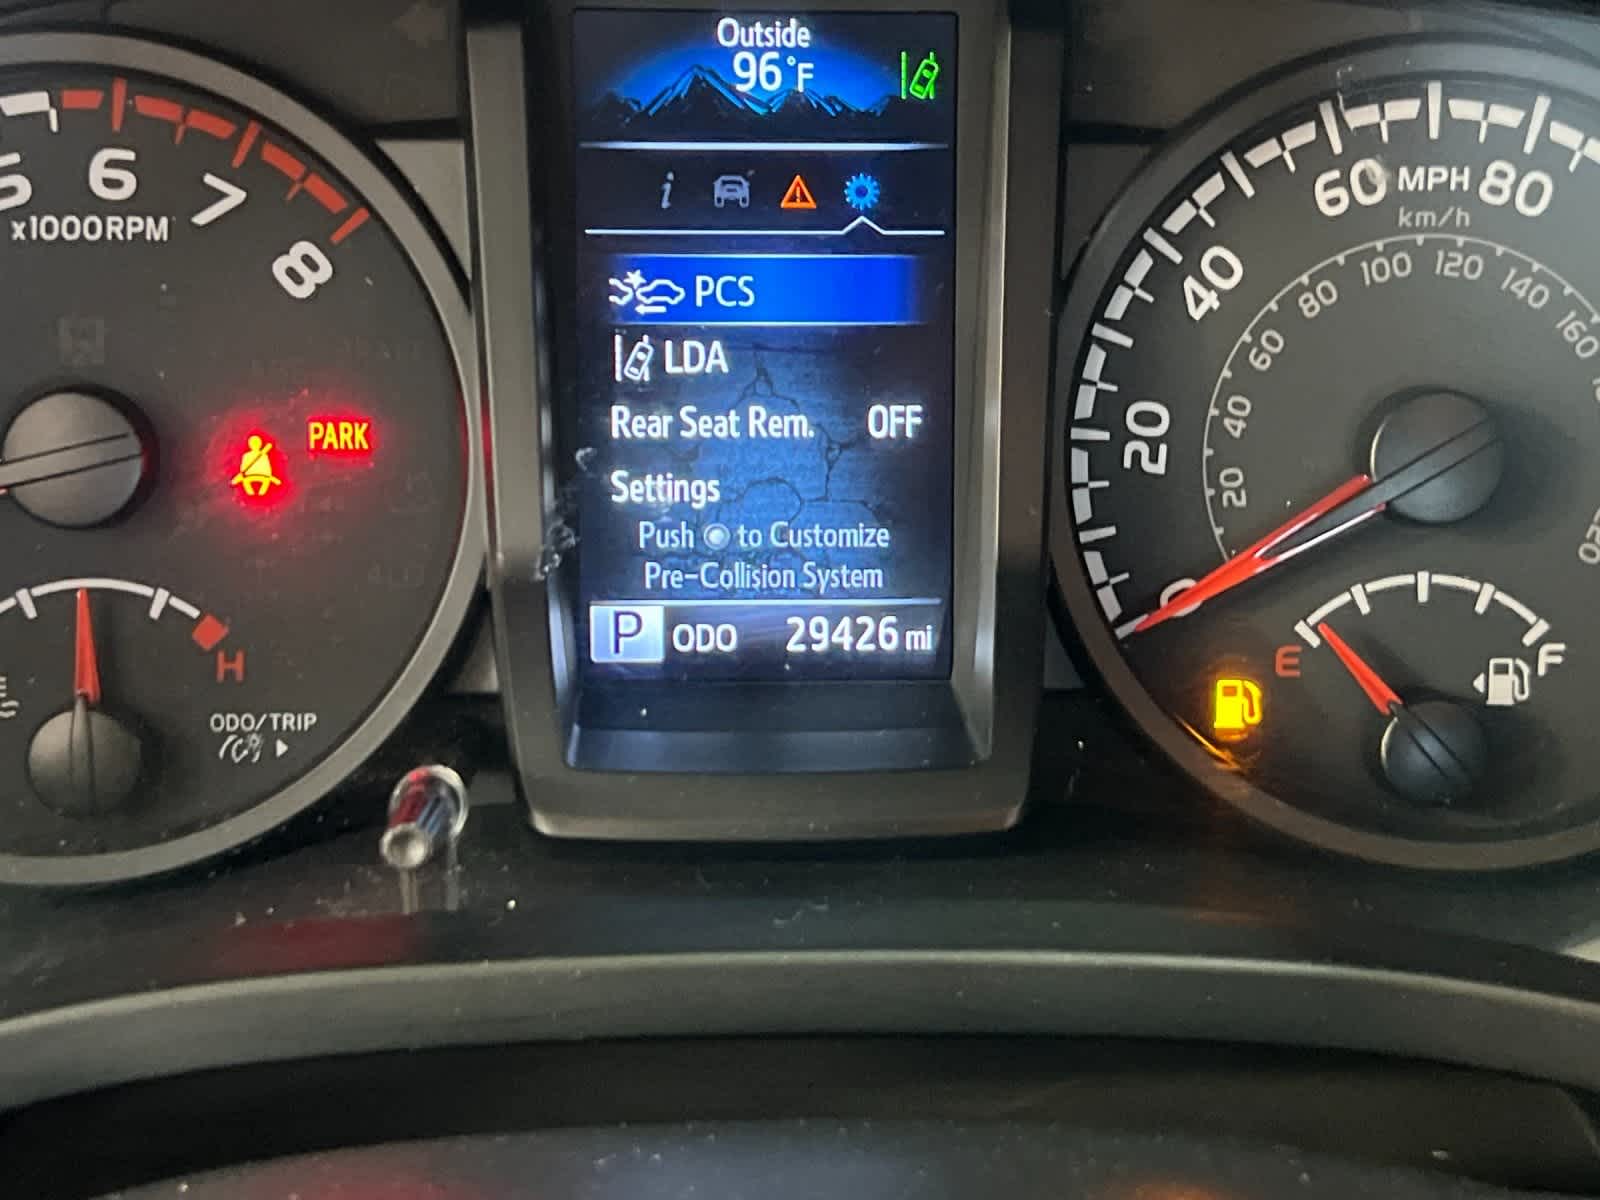 Outside
96°F
i
PCS
LDA
Rear Seat Rem. OFF
Settings
Push to Customize
Pre-Collision System
P ODO 29426 mi
5 6 7 8
x1000RPM
PARK
H
ODO/TRIP
0 20 40 60 MPH 80
km/h
20 40 60 80 100 120 140 160
E F